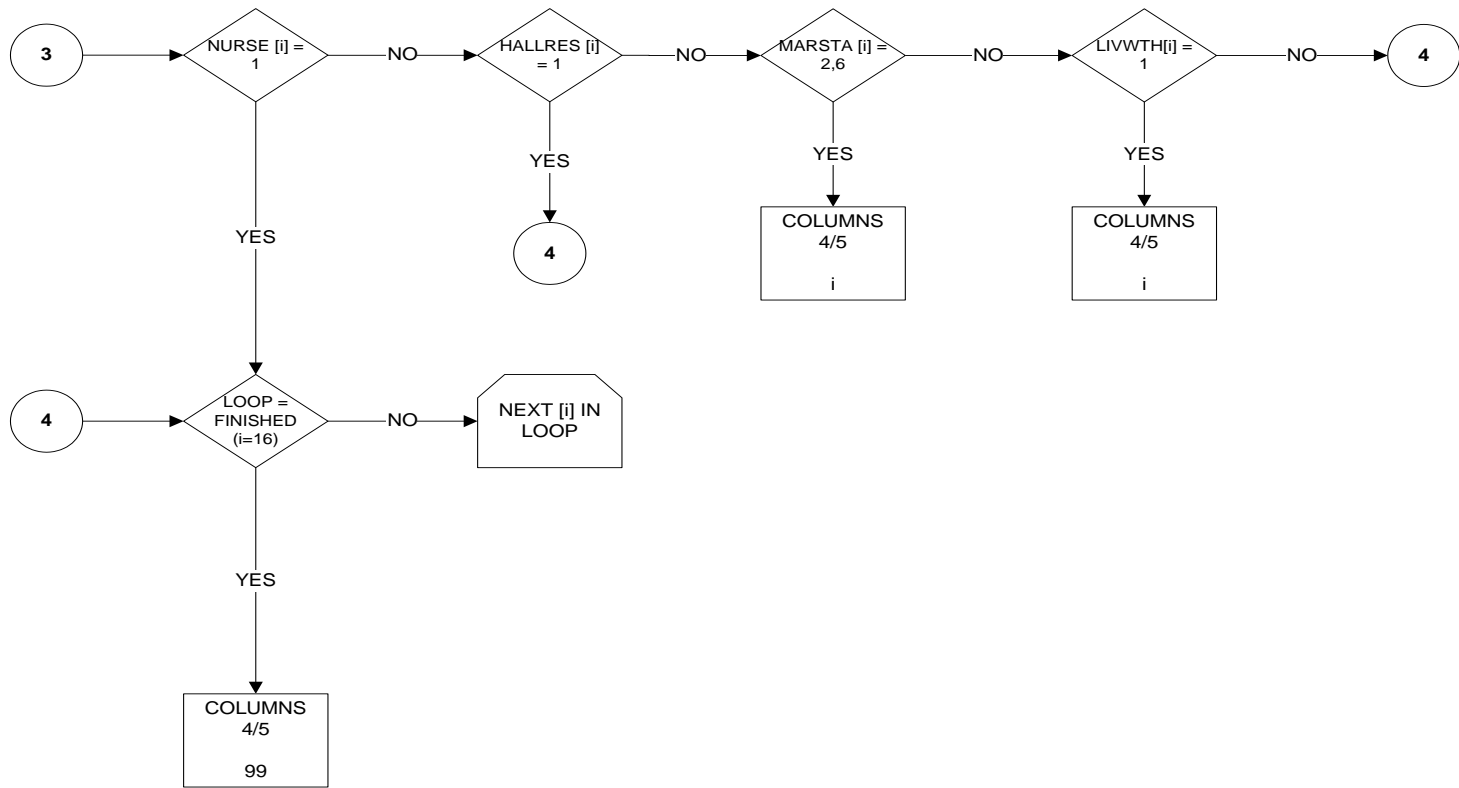 3
NURSE [i] =
1
NO
HALLRES [i]
= 1
NO
MARSTA [i] =
2,6
NO
LIVWTH[i] =
1
NO
4
YES
YES
YES
YES
4
COLUMNS
4/5
i
COLUMNS
4/5
i
4
LOOP =
FINISHED
(i=16)
NO
NEXT [i] IN
LOOP
YES
COLUMNS
4/5
99